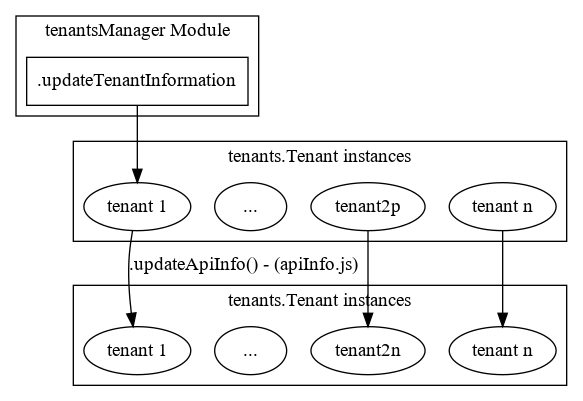 tenantsManager Module
.updateTenantInformation
tenants.Tenant instances
tenant 1
...
tenant2p
tenant n
.updateApiInfo() - (apiInfo.js)
tenants.Tenant instances
tenant 1
...
tenant2n
tenant n